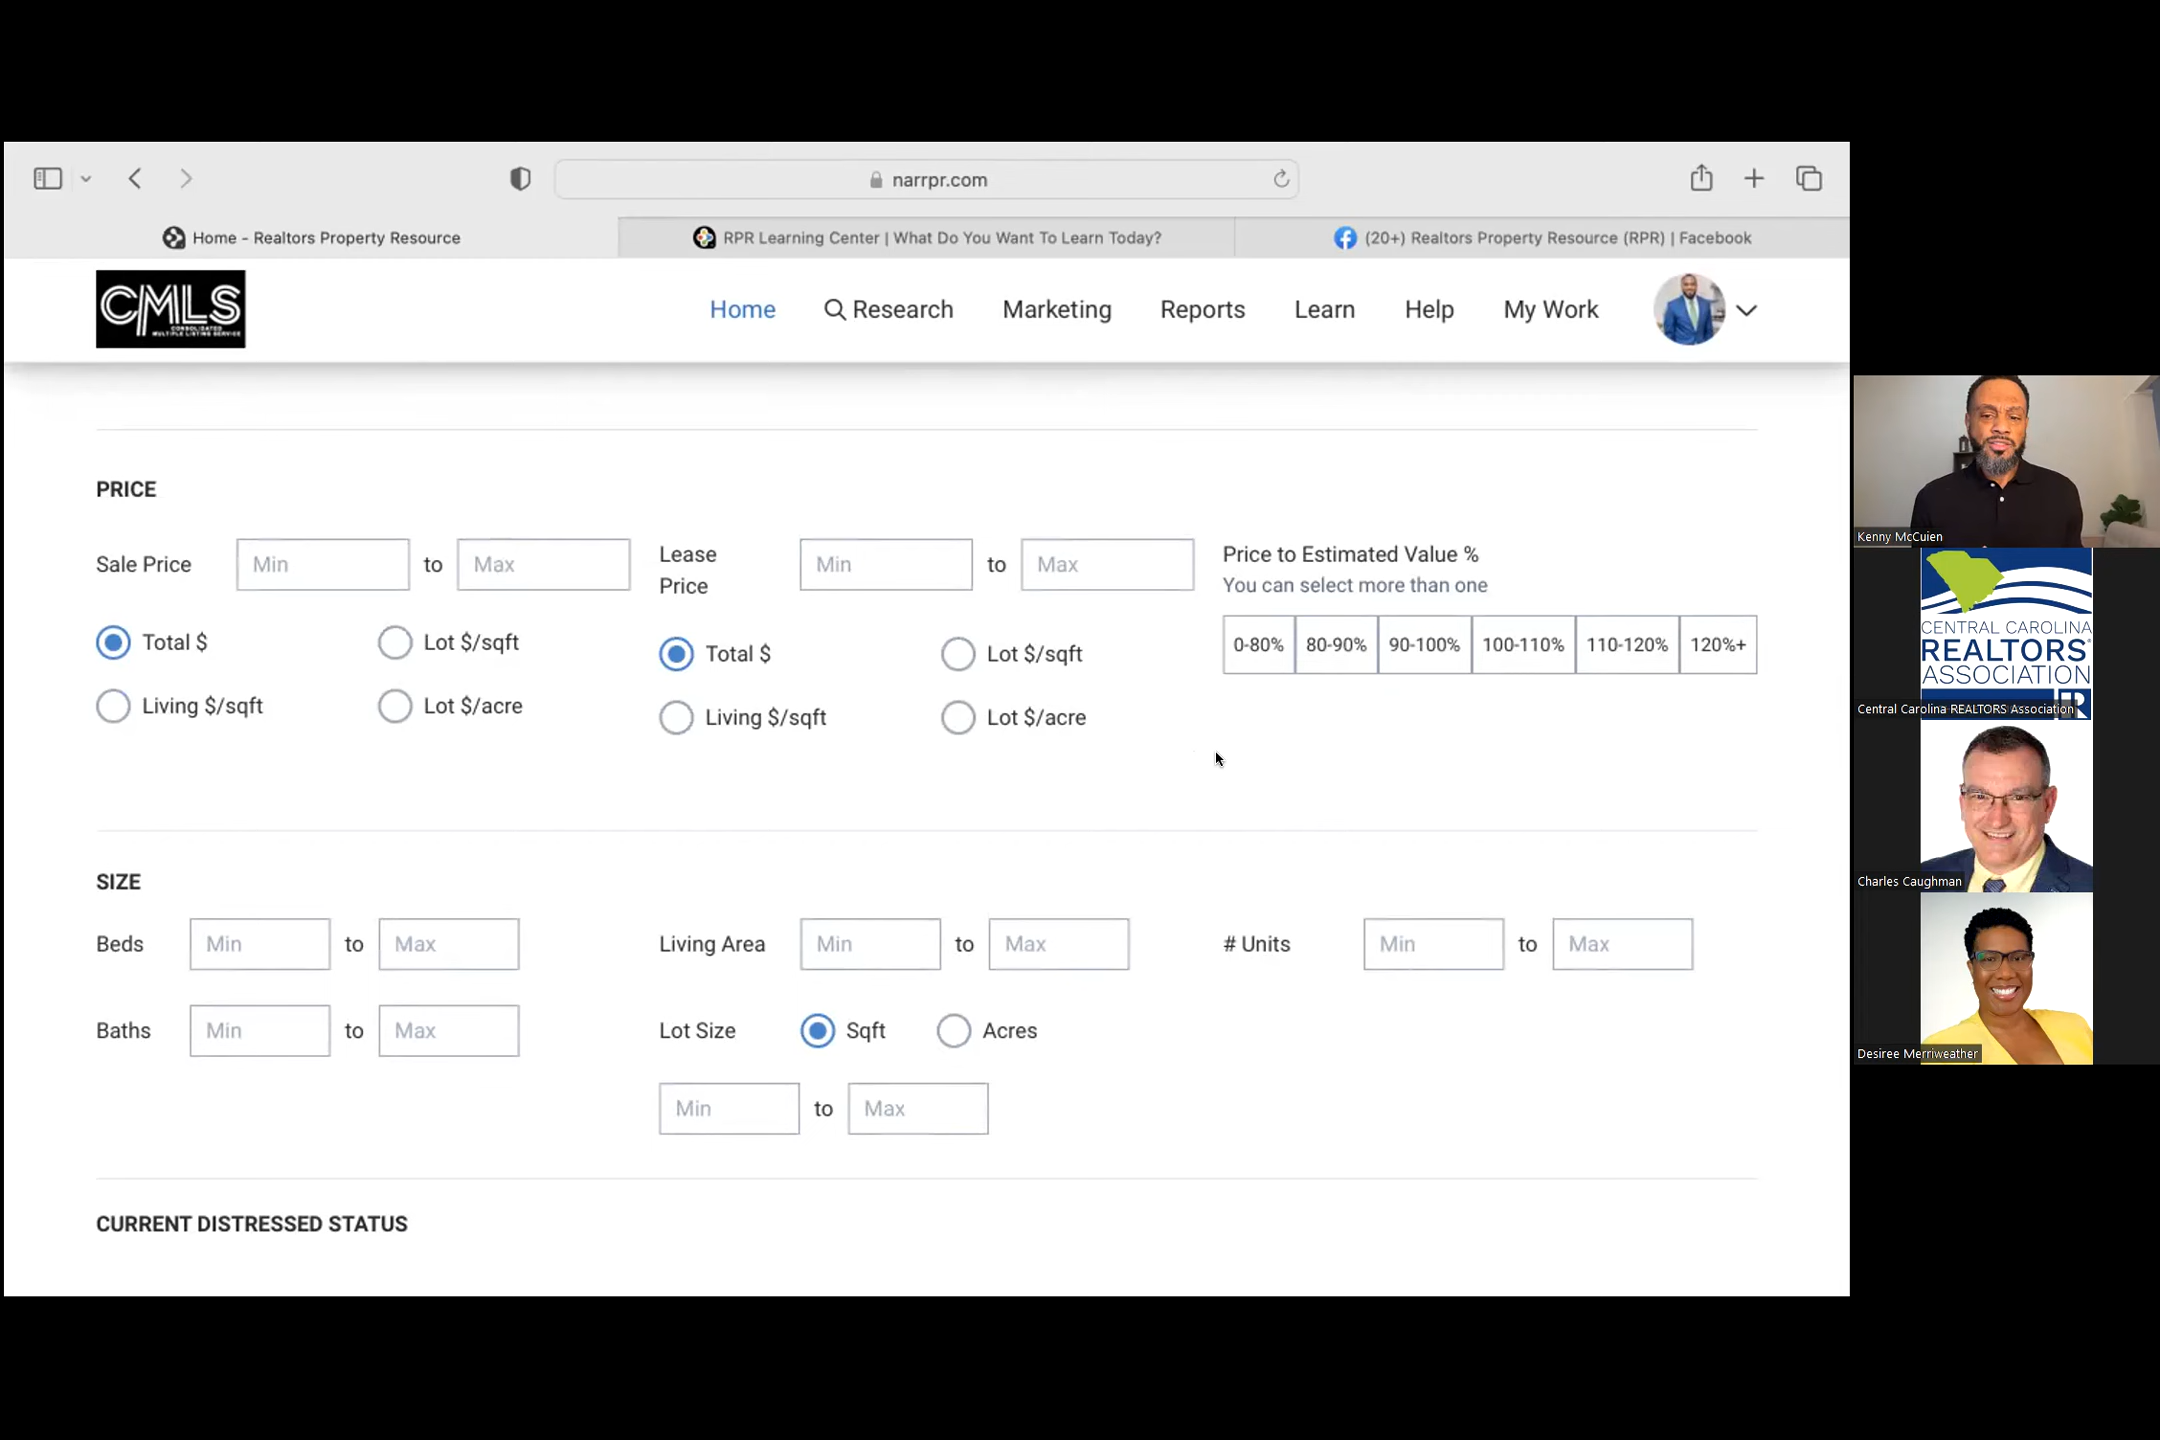 narrpr.com
Home - Realtors Property Resource
RPR Learning Center | What Do You Want To Learn Today?
(20+) Realtors Property Resource (RPR) | Facebook
CMLS
CONSOLIDATED
MULTIPLE LISTING SERVICE
Home
Research
Marketing
Reports
Learn
Help
My Work
PRICE
Sale Price Min to Max
Total $ Lot $/sqft
Living $/sqft Lot $/acre
Lease
Price
Min to Max
Total $ Lot $/sqft
Living $/sqft Lot $/acre
Price to Estimated Value %
You can select more than one
0-80% 80-90% 90-100% 100-110% 110-120% 120%+
SIZE
Beds Min to Max
Baths Min to Max
Living Area Min to Max
Lot Size Sqft Acres
Min to Max
# Units Min to Max
CURRENT DISTRESSED STATUS
Kenny McCuien
CENTRAL CAROLINA
REALTORS®
ASSOCIATION
Central Carolina REALTORS Association
Charles Caughman
Desiree Merriweather